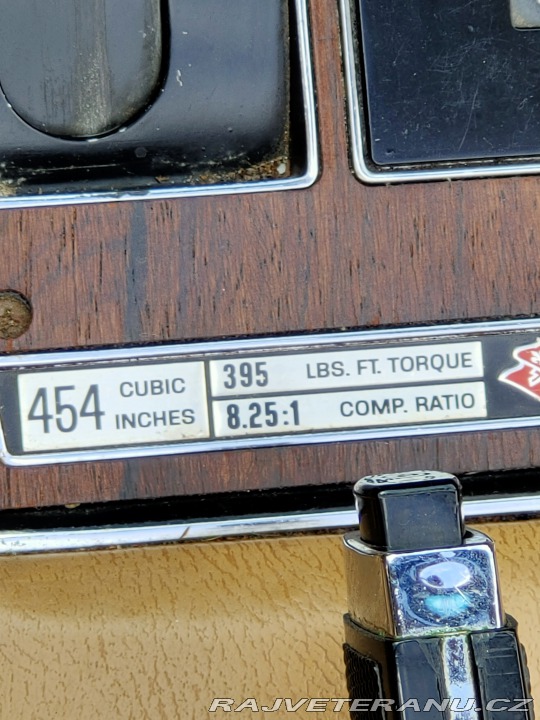 454 CUBIC INCHES
395 LBS. FT. TORQUE
8.25:1 COMP. RATIO
RAJVETERANU.CZ